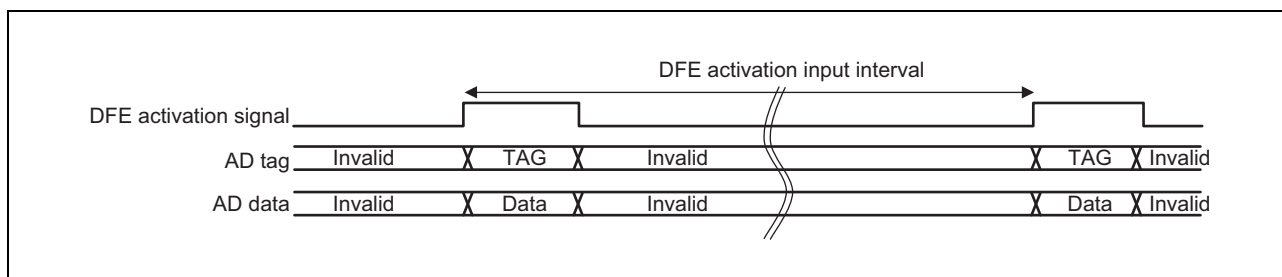 DFE activation input interval
DFE activation signal
AD tag Invalid TAG Invalid TAG Invalid
AD data Invalid Data Invalid Data Invalid